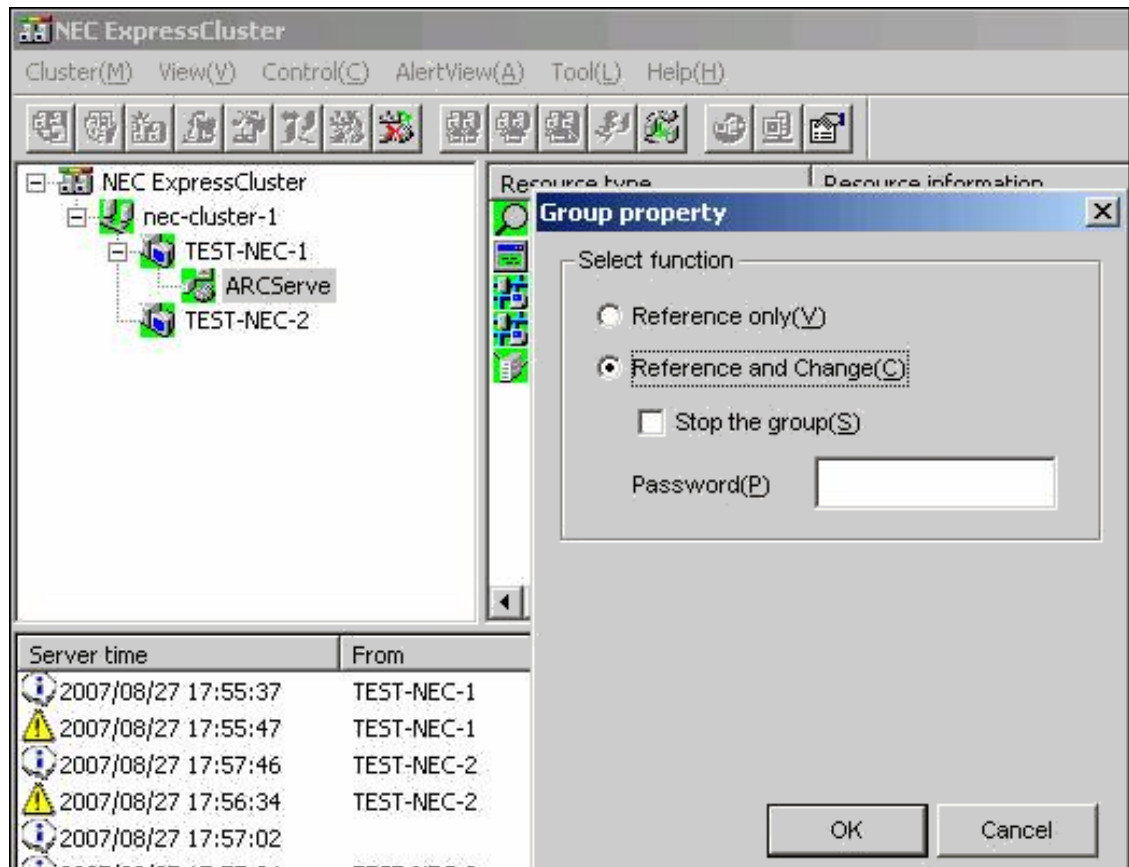 NEC ExpressCluster
Cluster(M) View(V) Control(C) AlertView(A) Tool(L) Help(H)
NEC ExpressCluster
nec-cluster-1
TEST-NEC-1
ARCServe
TEST-NEC-2
Resource type Resource information
Group property
Select function
Reference only(V)
Reference and Change(C)
Stop the group(S)
Password(P)
OK Cancel
Server time From
2007/08/27 17:55:37 TEST-NEC-1
2007/08/27 17:55:47 TEST-NEC-1
2007/08/27 17:57:46 TEST-NEC-2
2007/08/27 17:56:34 TEST-NEC-2
2007/08/27 17:57:02